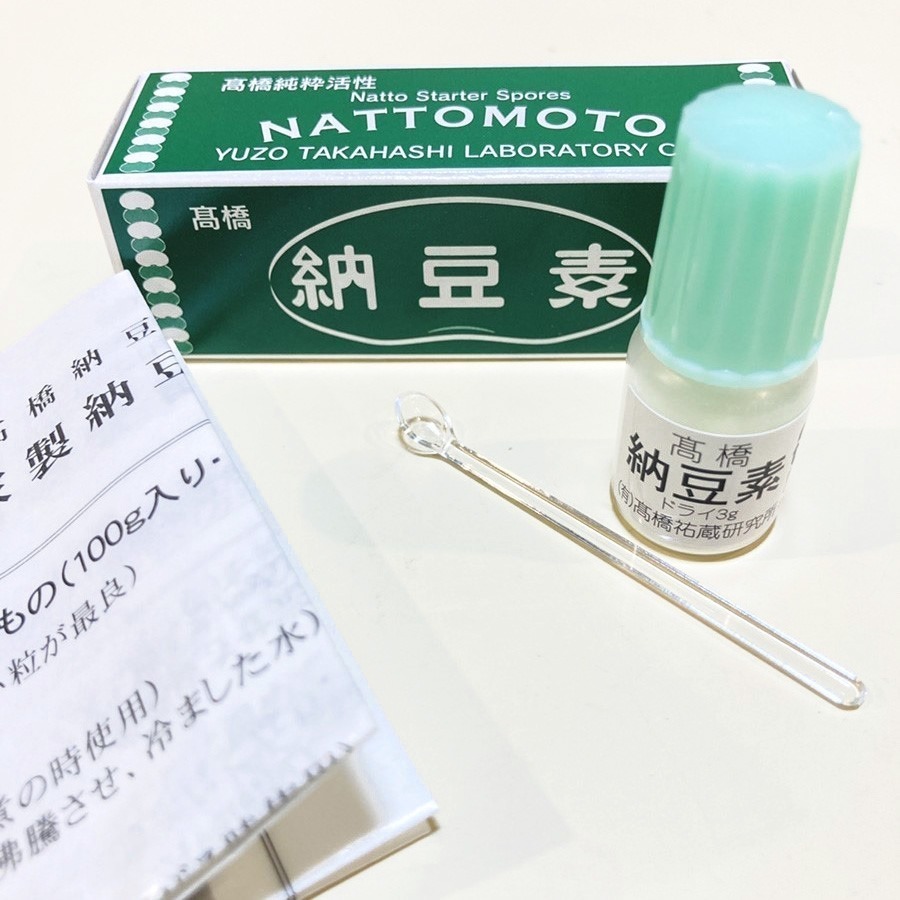 髙橋純粋活性
Natto Starter Spores
NATTOMOTO
YUZO TAKAHASHI LABORATORY
髙橋
納豆素
髙橋
納豆素
ドライ3g
(有)髙橋祐蔵研究所
橋納豆
製納豆
もの(100g入り
粒が最良)
の時使用)
沸騰させ、冷ました水)